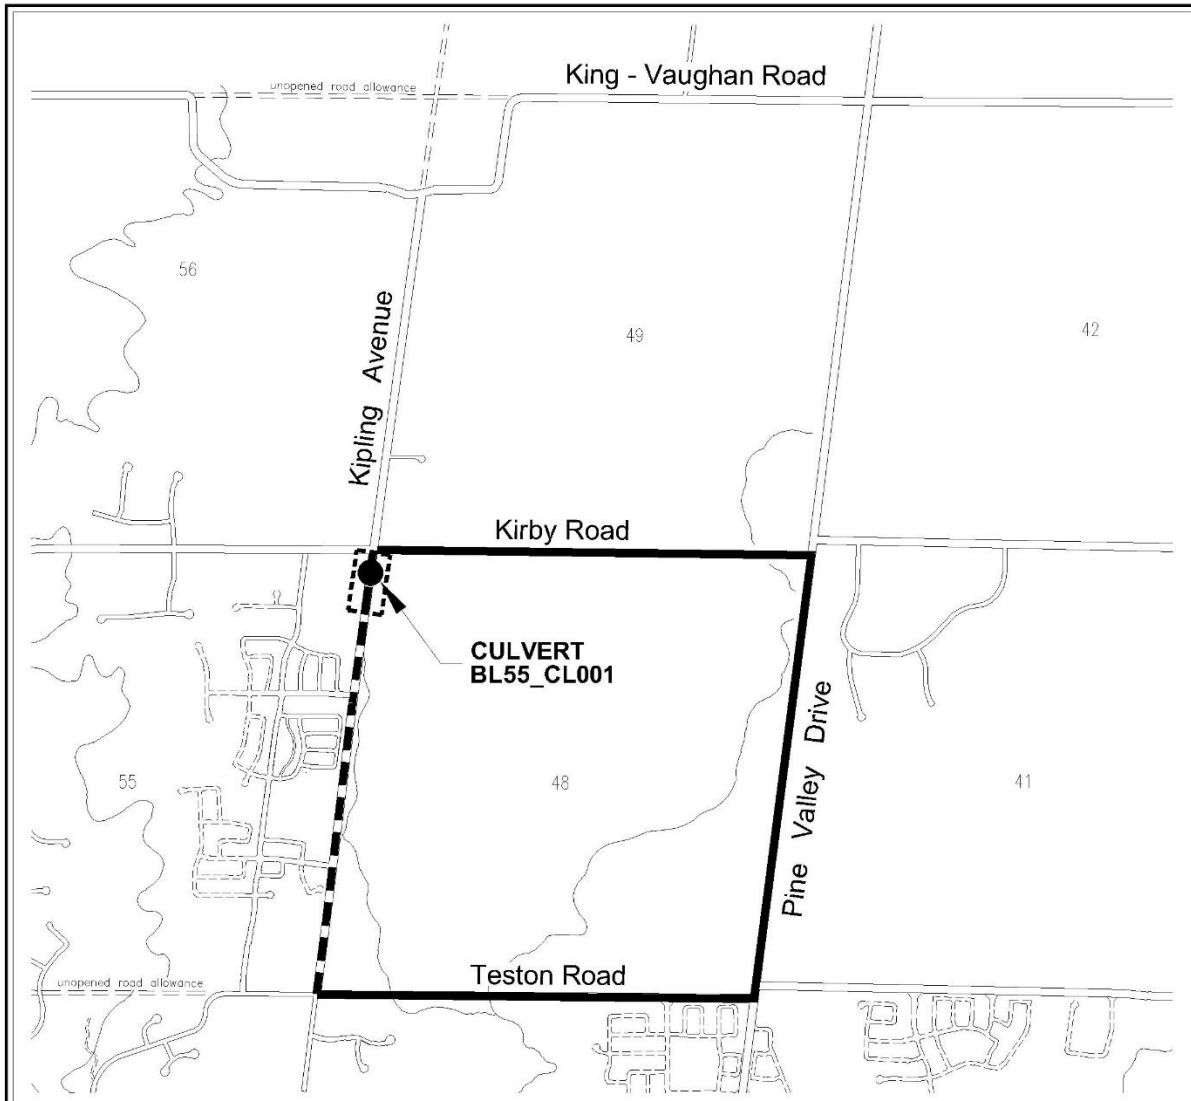 King - Vaughan Road
unopened road allowance
56
Kipling Avenue
49
42
Kirby Road
CULVERT
BL55_CL001
55
48
41
Pine Valley Drive
unopened road allowance
Teston Road